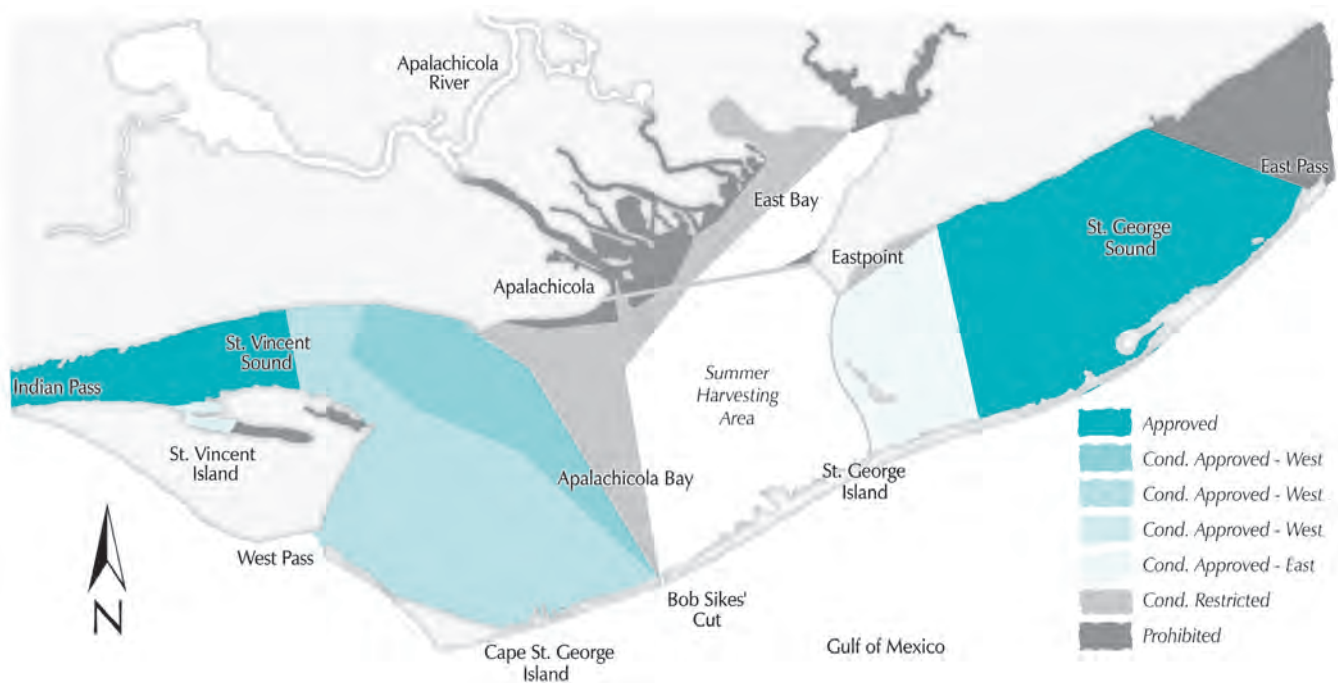 Apalachicola
River
East Pass
East Bay
St. George
Sound
Eastpoint
Apalachicola
St. Vincent
Sound
Indian Pass
Summer
Harvesting
Area
St. Vincent
Island
Apalachicola Bay
St. George
Island
West Pass
N
Bob Sikes'
Cut
Cape St. George
Island
Gulf of Mexico
Approved
Cond. Approved - West
Cond. Approved - West
Cond. Approved - West
Cond. Approved - East
Cond. Restricted
Prohibited